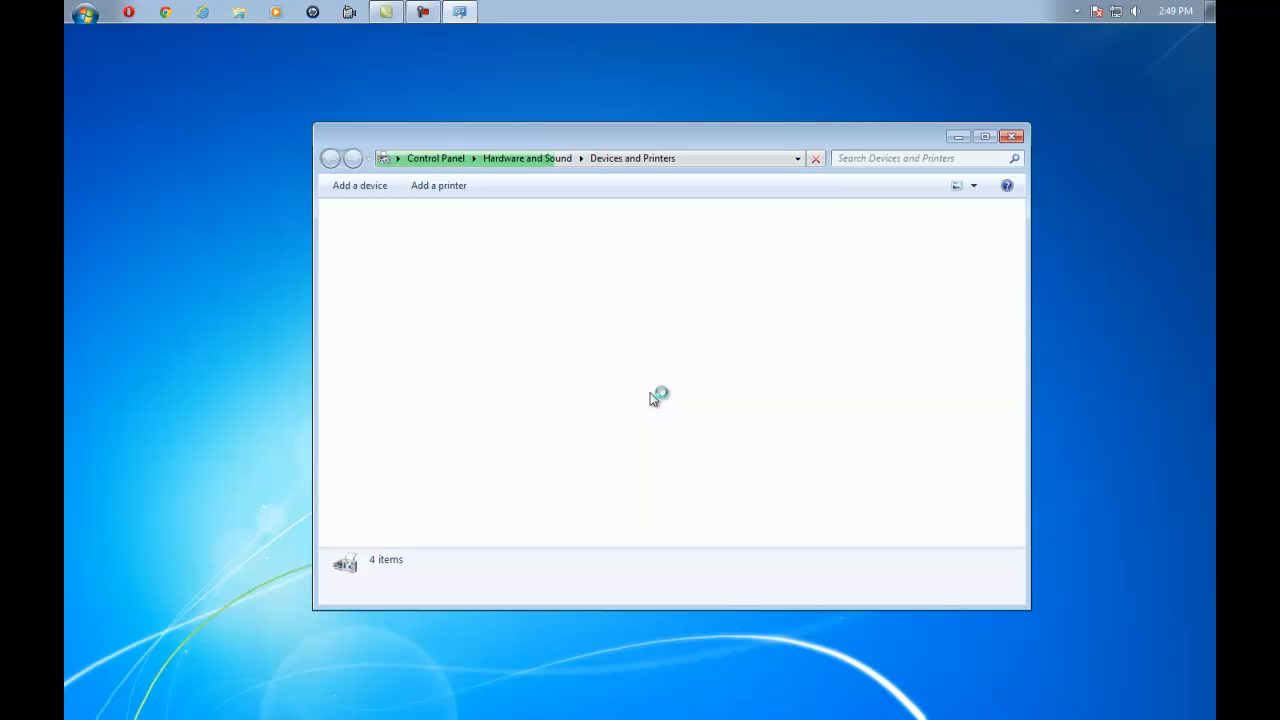 2:49 PM
Control Panel Hardware and Sound Devices and Printers
Search Devices and Printers
Add a device Add a printer
4 items